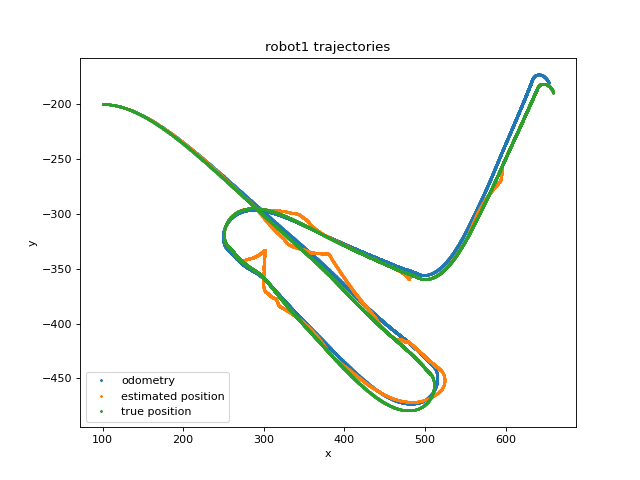 robot1 trajectories
−200
−250
−300
−350
−400
−450
y
100
200
300
400
500
600
x
odometry
estimated position
true position